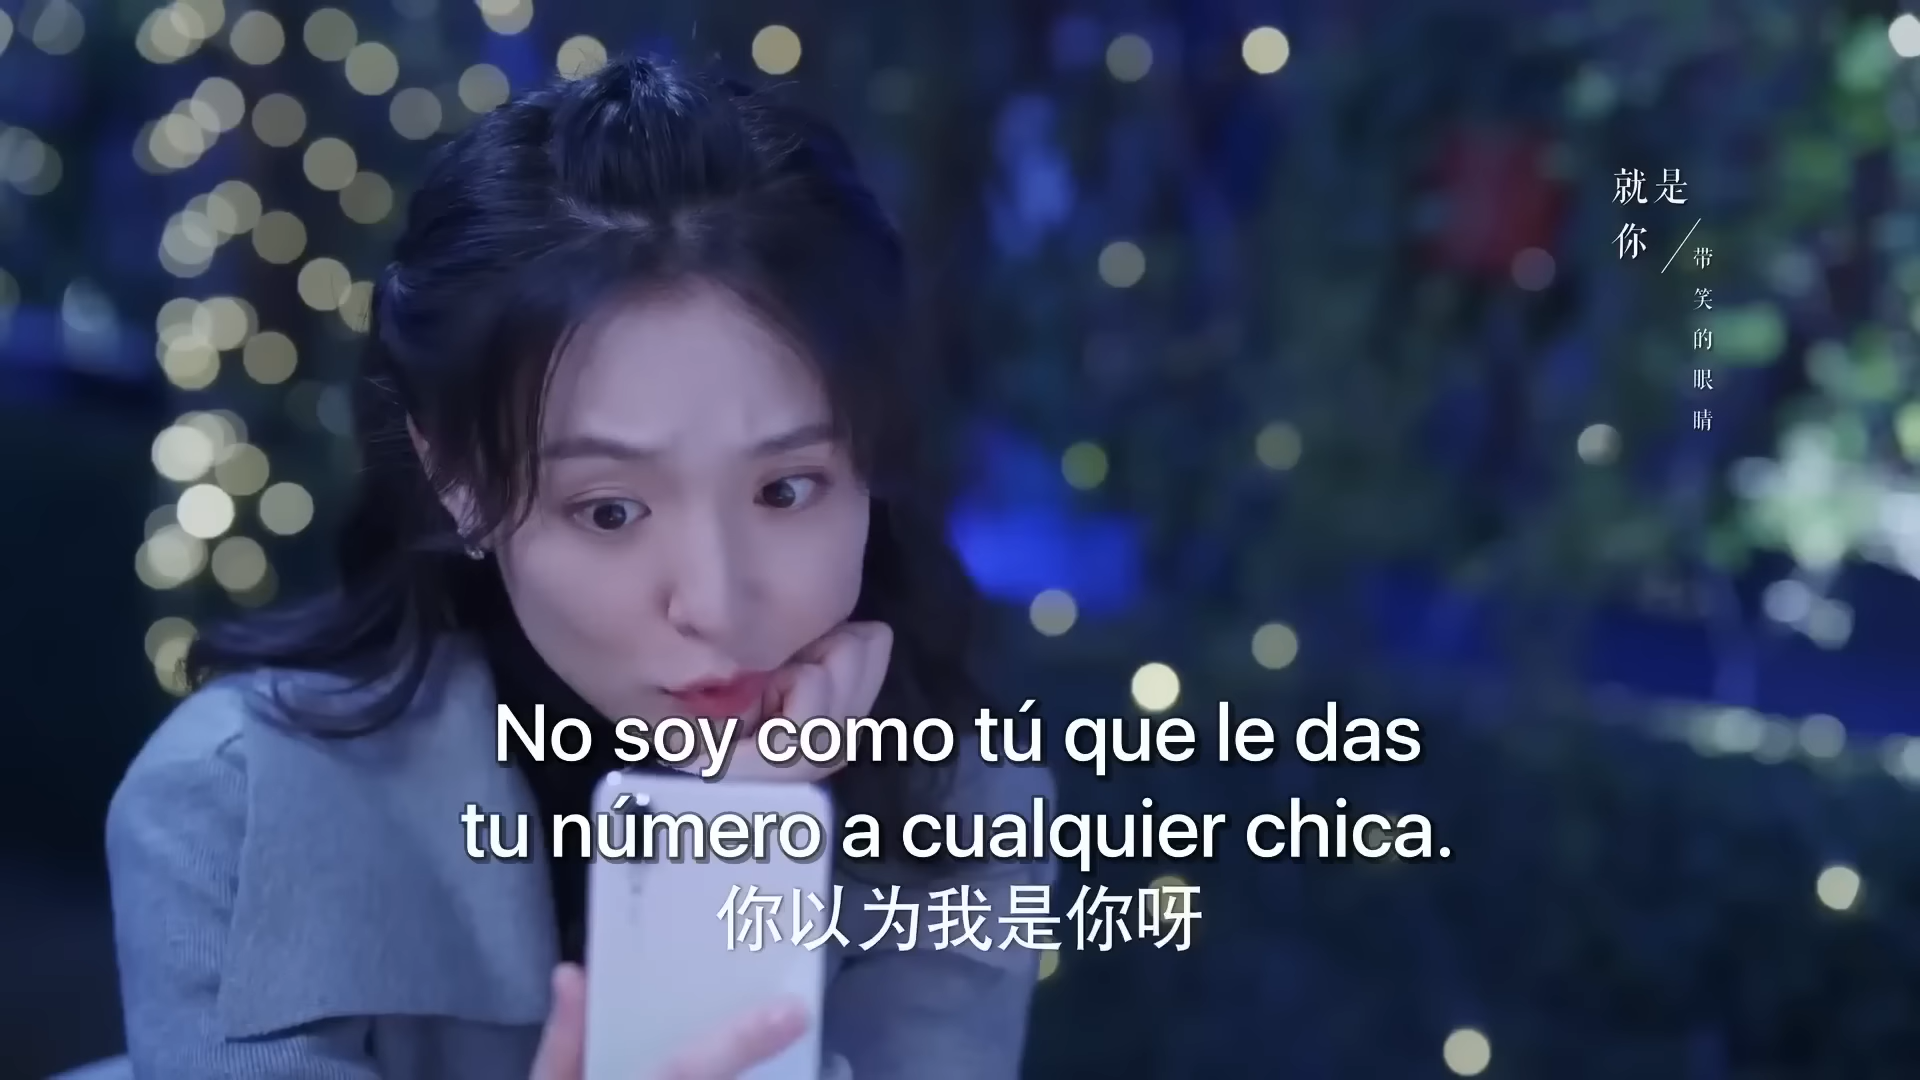 就是
你
带笑的眼睛
No soy como tú que le das
tu número a cualquier chica.
你以为我是你呀